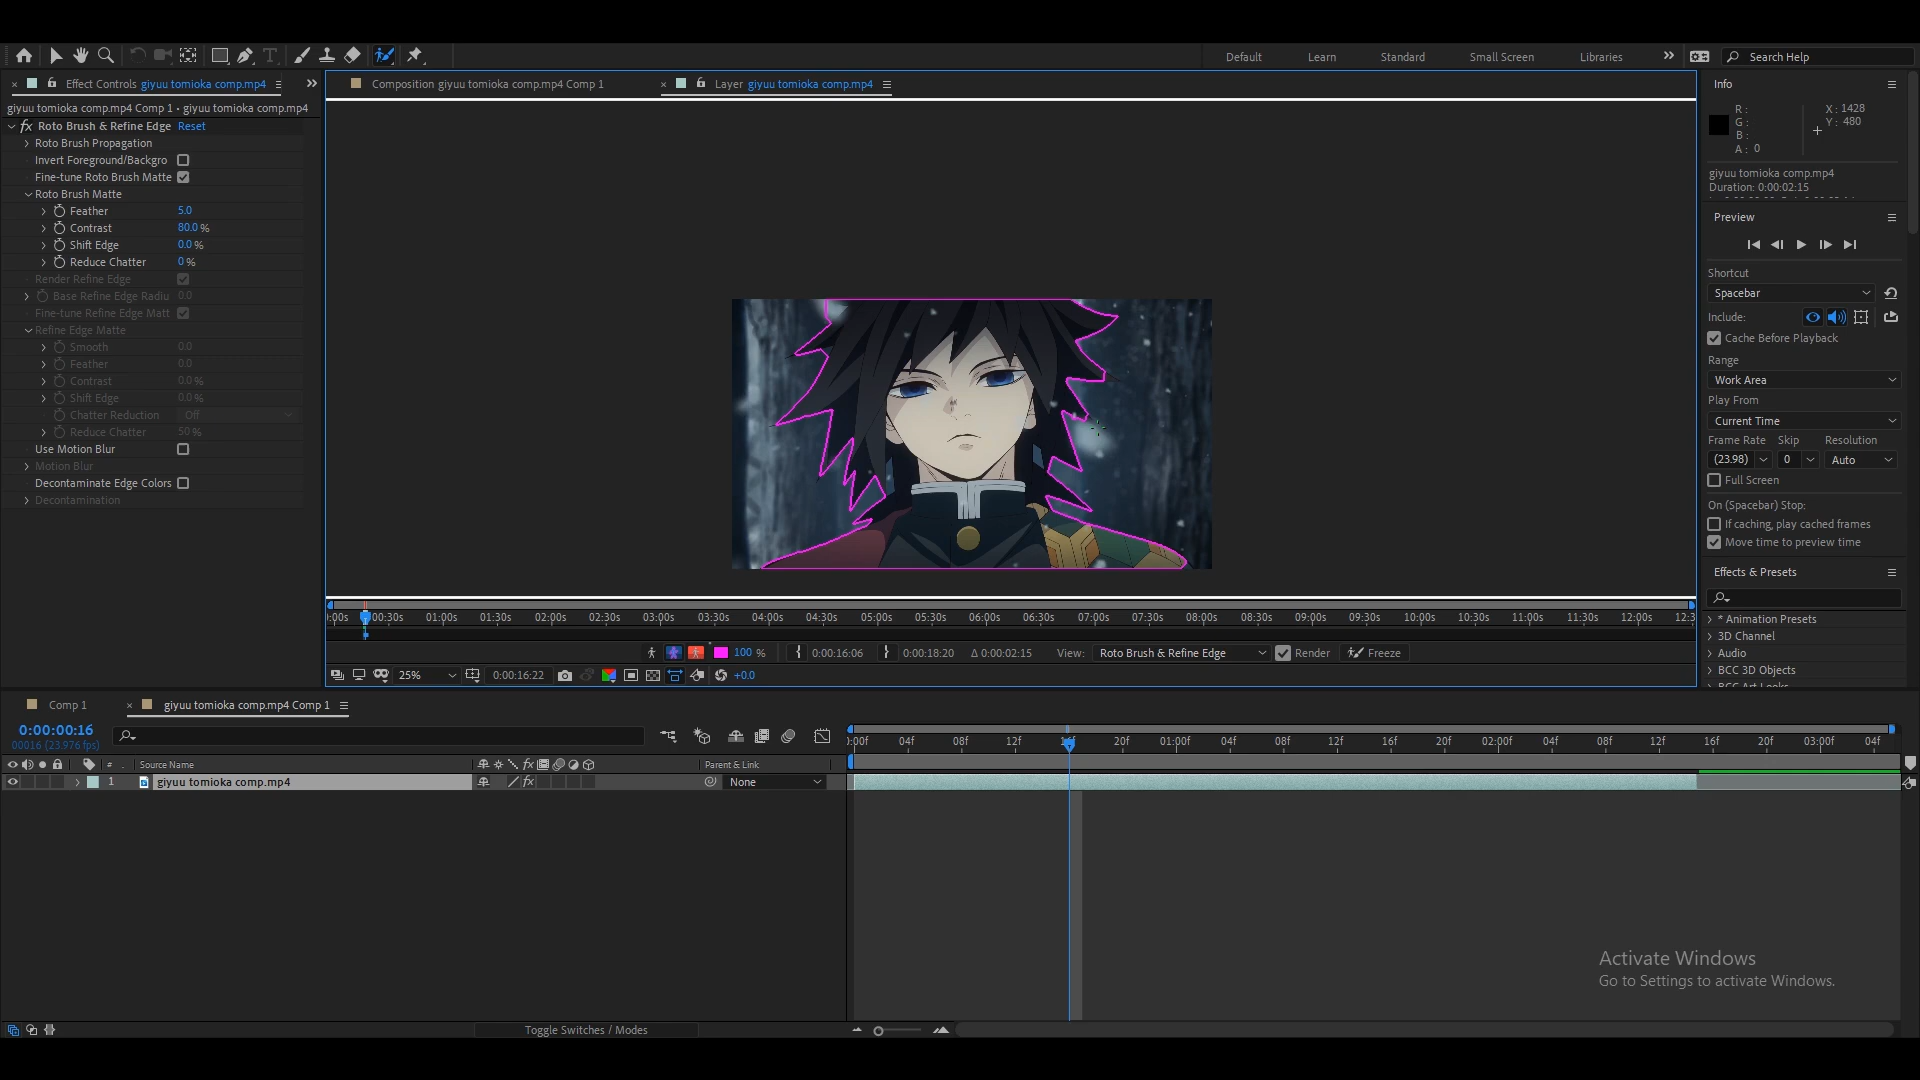 Default
Learn
Standard
Small Screen
Libraries
Search Help
Effect Controls giyuu tomioka comp.mp4
Composition giyuu tomioka comp.mp4 Comp 1
Layer giyuu tomioka comp.mp4
giyuu tomioka comp.mp4 Comp 1 • giyuu tomioka comp.mp4
fx Roto Brush & Refine Edge Reset
Roto Brush Propagation
Invert Foreground/Backgro
Fine-tune Roto Brush Matte
Roto Brush Matte
Feather 5.0
Contrast 80.0 %
Shift Edge 0.0 %
Reduce Chatter 0 %
Render Refine Edge
Base Refine Edge Radiu 0.0
Fine-tune Refine Edge Matt
Refine Edge Matte
Smooth 0.0
Feather 0.0
Contrast 0.0 %
Shift Edge 0.0 %
Chatter Reduction Off
Reduce Chatter 50 %
Use Motion Blur
Motion Blur
Decontaminate Edge Colors
Decontamination
Info
R :
G :
B :
A : 0
X : 1428
Y : 480
giyuu tomioka comp.mp4
Duration: 0:00:02:15
Preview
Shortcut
Spacebar
Include:
Cache Before Playback
Range
Work Area
Play From
Current Time
Frame Rate Skip Resolution
(23.98) 0 Auto
Full Screen
On (Spacebar) Stop:
If caching, play cached frames
Move time to preview time
Effects & Presets
* Animation Presets
3D Channel
Audio
BCC 3D Objects
BCC Art Looks
):00s 00:30s 01:00s 01:30s 02:00s 02:30s 03:00s 03:30s 04:00s 04:30s 05:00s 05:30s 06:00s 06:30s 07:00s 07:30s 08:00s 08:30s 09:00s 09:30s 10:00s 10:30s 11:00s 11:30s 12:00s 12:3
100 % 0:00:16:06 0:00:18:20 Δ 0:00:02:15 View: Roto Brush & Refine Edge Render Freeze
25% 0:00:16:22 +0.0
Comp 1
giyuu tomioka comp.mp4 Comp 1
0:00:00:16
00016 (23.976 fps)
):00f 04f 08f 12f 16f 20f 01:00f 04f 08f 12f 16f 20f 02:00f 04f 08f 12f 16f 20f 03:00f 04f
# Source Name fx Parent & Link
1 giyuu tomioka comp.mp4 fx None
Activate Windows
Go to Settings to activate Windows.
Toggle Switches / Modes